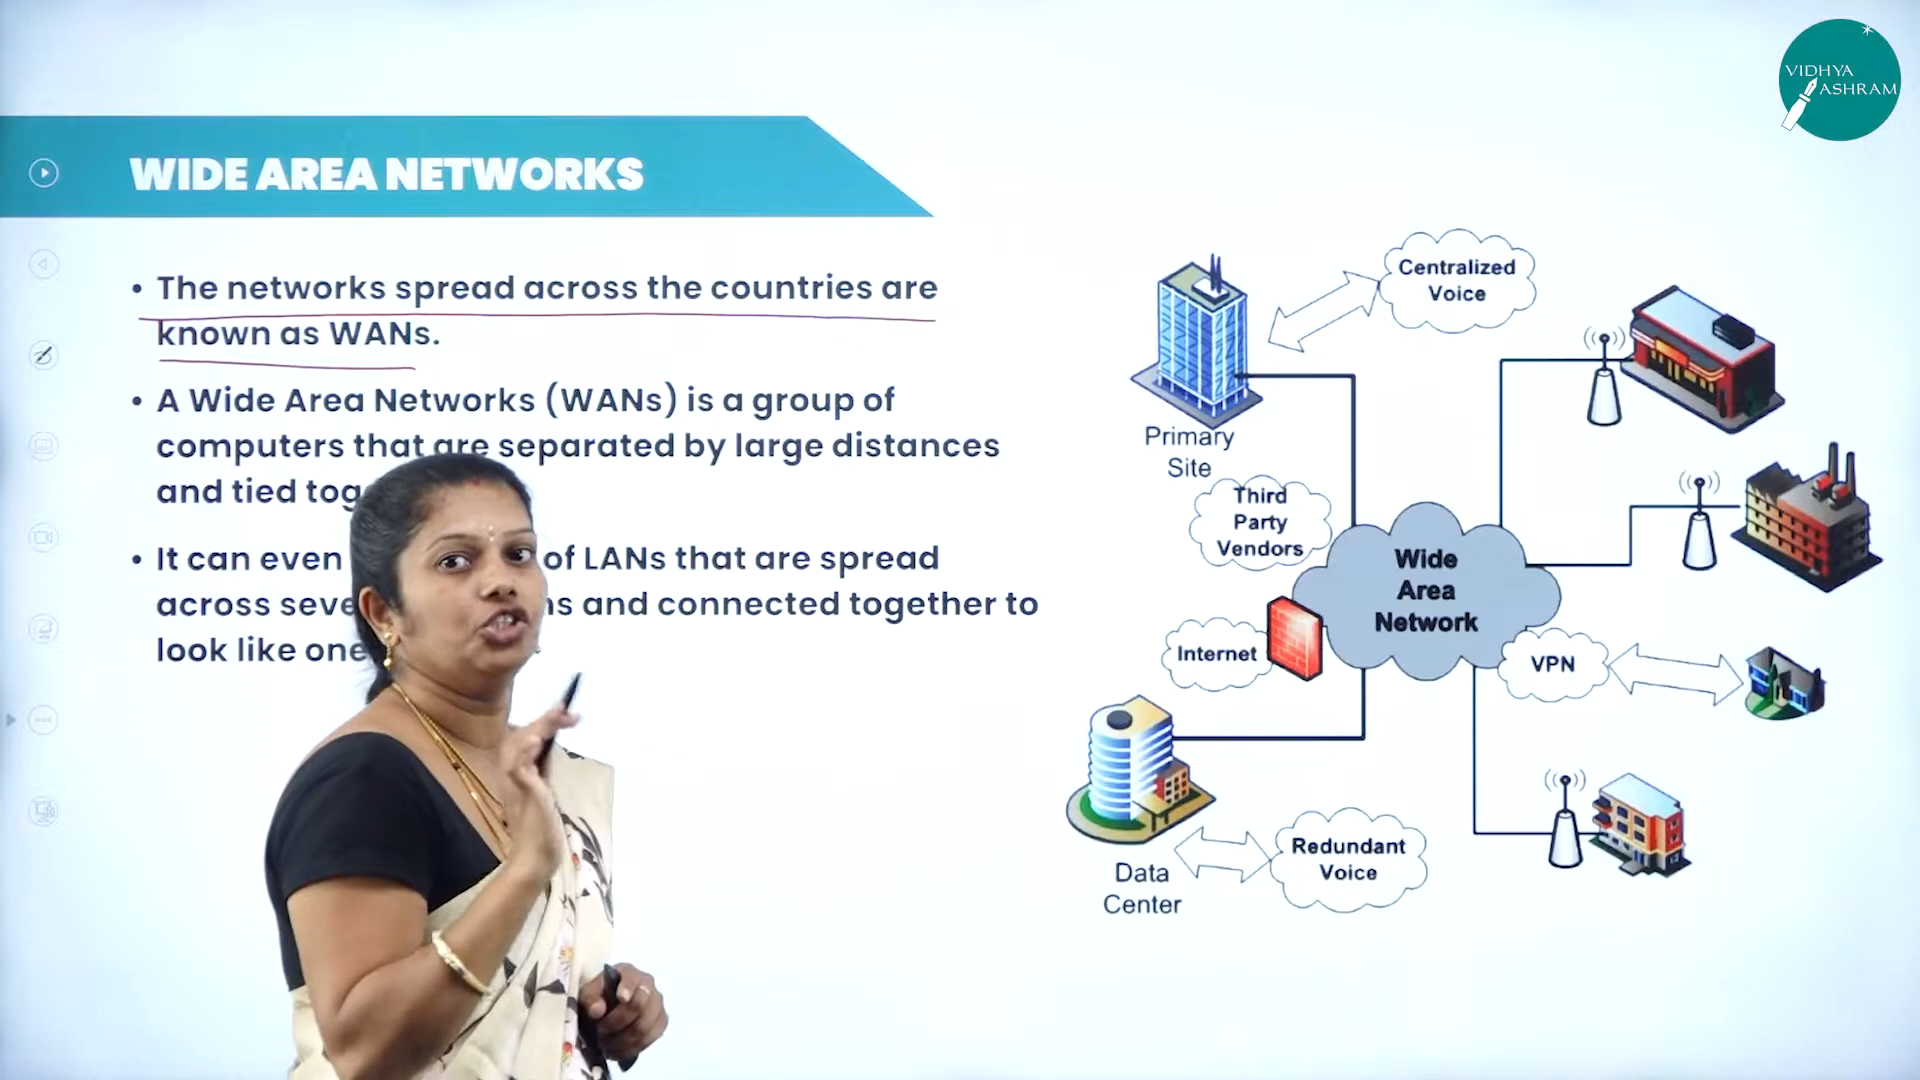 VIDHYA
ASHRAM
WIDE AREA NETWORKS
• The networks spread across the countries are
known as WANs.
• A Wide Area Networks (WANs) is a group of
computers that are separated by large distances
and tied
• It can even of LANs that are spread
across and connected together to
look like one
Centralized
Voice
Primary
Site
Third
Party
Vendors
Wide
Area
Network
Internet
VPN
Data
Center
Redundant
Voice